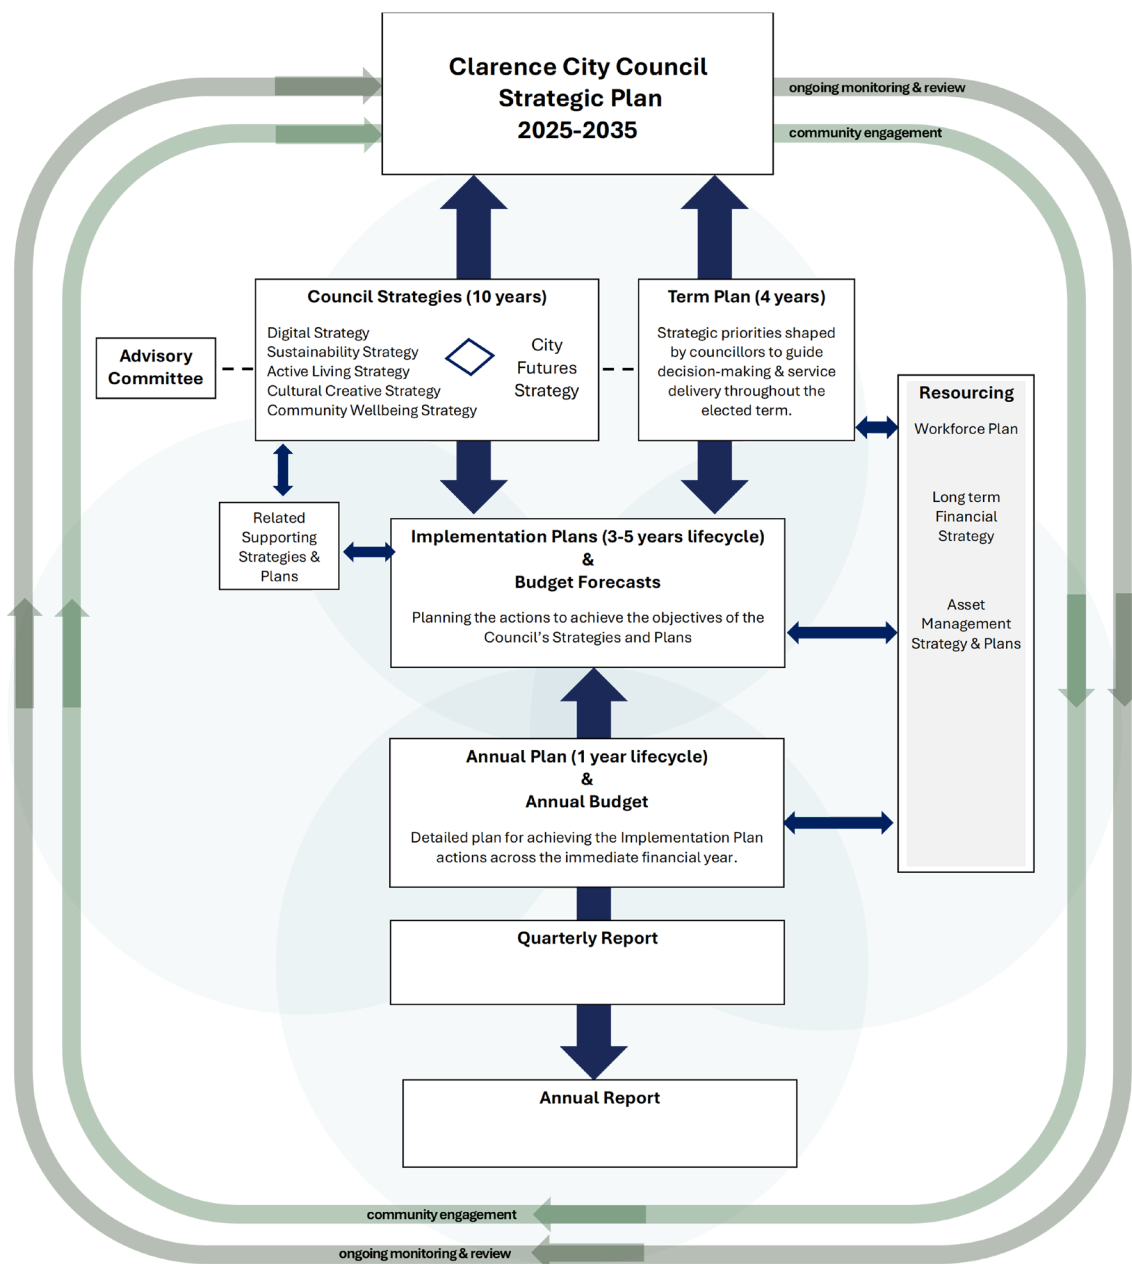 Clarence City Council
Strategic Plan
2025-2035
ongoing monitoring & review
community engagement
Council Strategies (10 years)
Digital Strategy
Sustainability Strategy
Active Living Strategy
Cultural Creative Strategy
Community Wellbeing Strategy
City
Futures
Strategy
Term Plan (4 years)
Strategic priorities shaped
by councillors to guide
decision-making & service
delivery throughout the
elected term.
Advisory
Committee
Resourcing
Workforce Plan
Long term
Financial
Strategy
Asset
Management
Strategy & Plans
Related
Supporting
Strategies &
Plans
Implementation Plans (3-5 years lifecycle)
&
Budget Forecasts
Planning the actions to achieve the objectives of the
Council's Strategies and Plans
Annual Plan (1 year lifecycle)
&
Annual Budget
Detailed plan for achieving the Implementation Plan
actions across the immediate financial year.
Quarterly Report
Annual Report
community engagement
ongoing monitoring & review